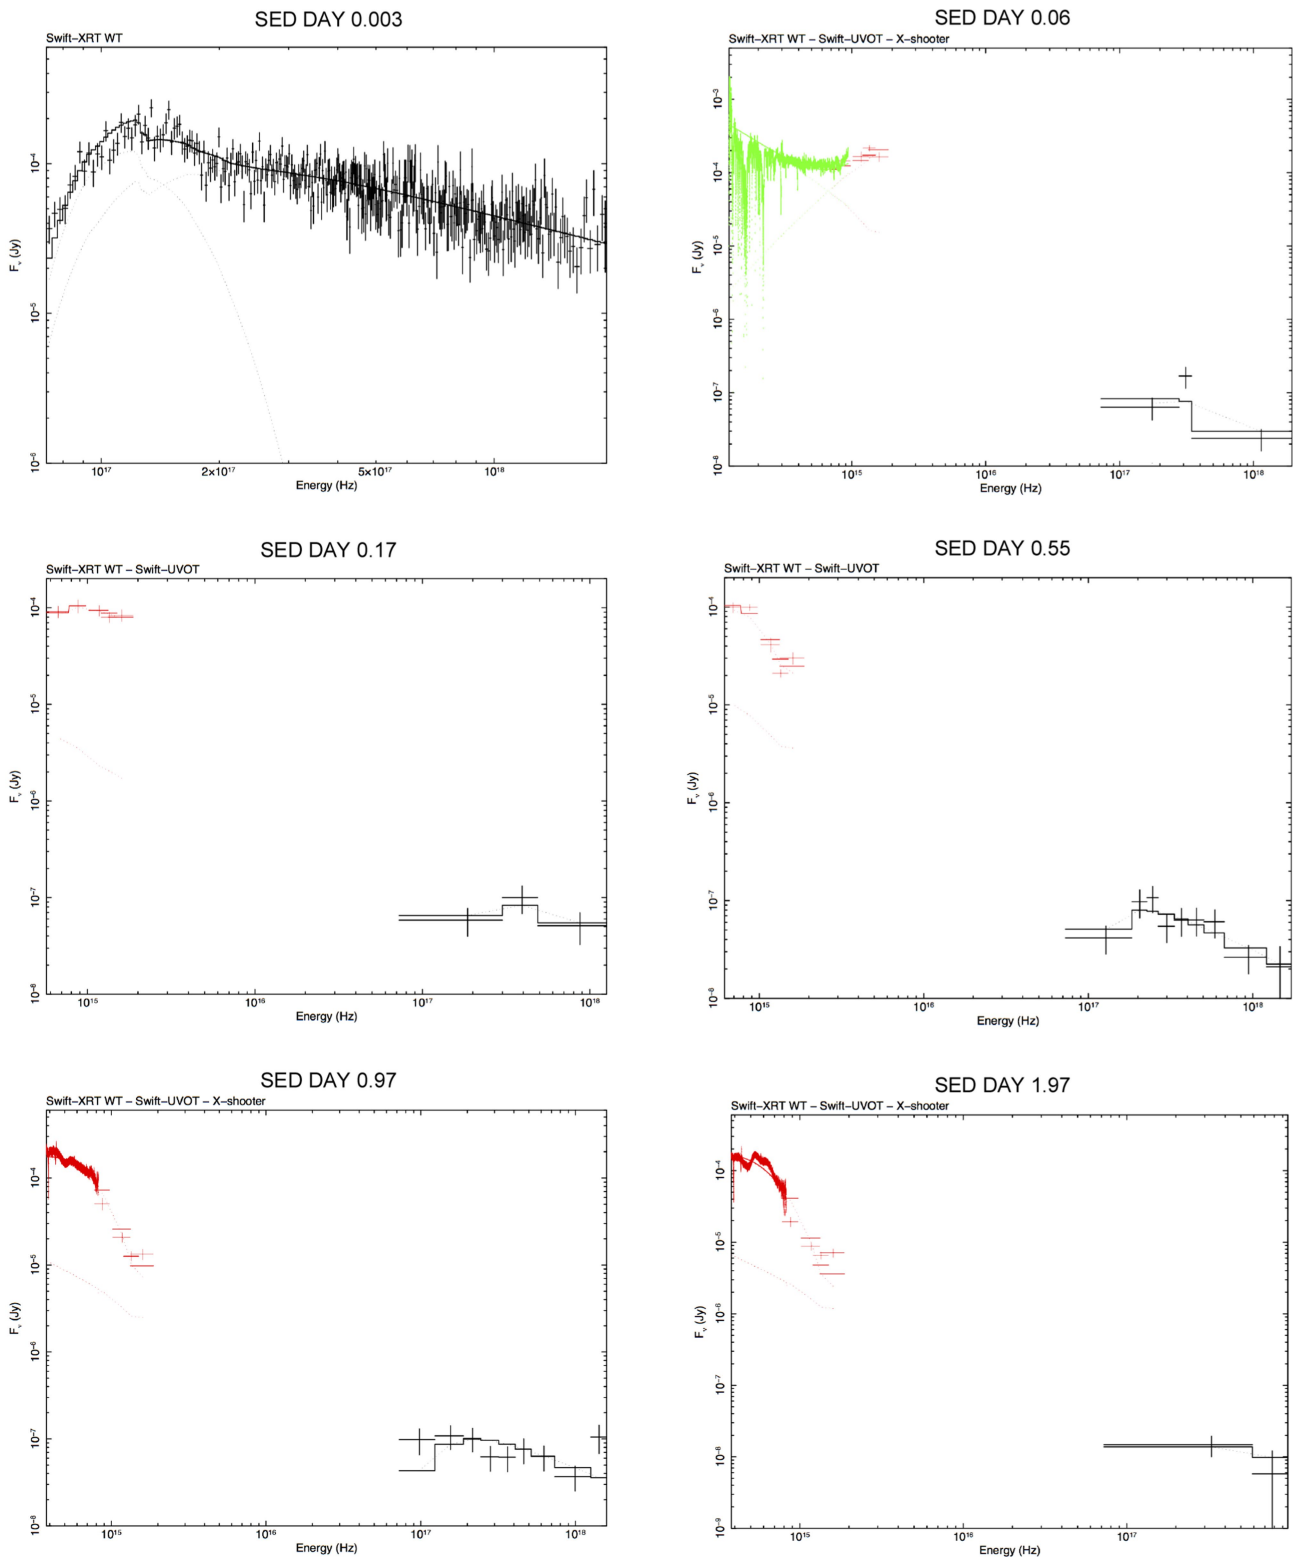 SED DAY 0.003
Swift–XRT WT
10⁻⁴
10⁻⁵
10⁻⁶
Fν (Jy)
10¹⁷
2×10¹⁷
5×10¹⁷
10¹⁸
Energy (Hz)
SED DAY 0.06
Swift–XRT WT – Swift–UVOT – X–shooter
10⁻³
10⁻⁴
10⁻⁵
10⁻⁶
10⁻⁷
10⁻⁸
Fν (Jy)
10¹⁵
10¹⁶
10¹⁷
10¹⁸
Energy (Hz)
SED DAY 0.17
Swift–XRT WT – Swift–UVOT
10⁻⁴
10⁻⁵
10⁻⁶
10⁻⁷
10⁻⁸
Fν (Jy)
10¹⁵
10¹⁶
10¹⁷
10¹⁸
Energy (Hz)
SED DAY 0.55
Swift–XRT WT – Swift–UVOT
10⁻⁴
10⁻⁵
10⁻⁶
10⁻⁷
10⁻⁸
Fν (Jy)
10¹⁵
10¹⁶
10¹⁷
10¹⁸
Energy (Hz)
SED DAY 0.97
Swift–XRT WT – Swift–UVOT – X–shooter
10⁻⁴
10⁻⁵
10⁻⁶
10⁻⁷
10⁻⁸
Fν (Jy)
10¹⁵
10¹⁶
10¹⁷
10¹⁸
Energy (Hz)
SED DAY 1.97
Swift–XRT WT – Swift–UVOT – X–shooter
10⁻⁴
10⁻⁵
10⁻⁶
10⁻⁷
10⁻⁸
10⁻⁹
Fν (Jy)
10¹⁵
10¹⁶
10¹⁷
Energy (Hz)